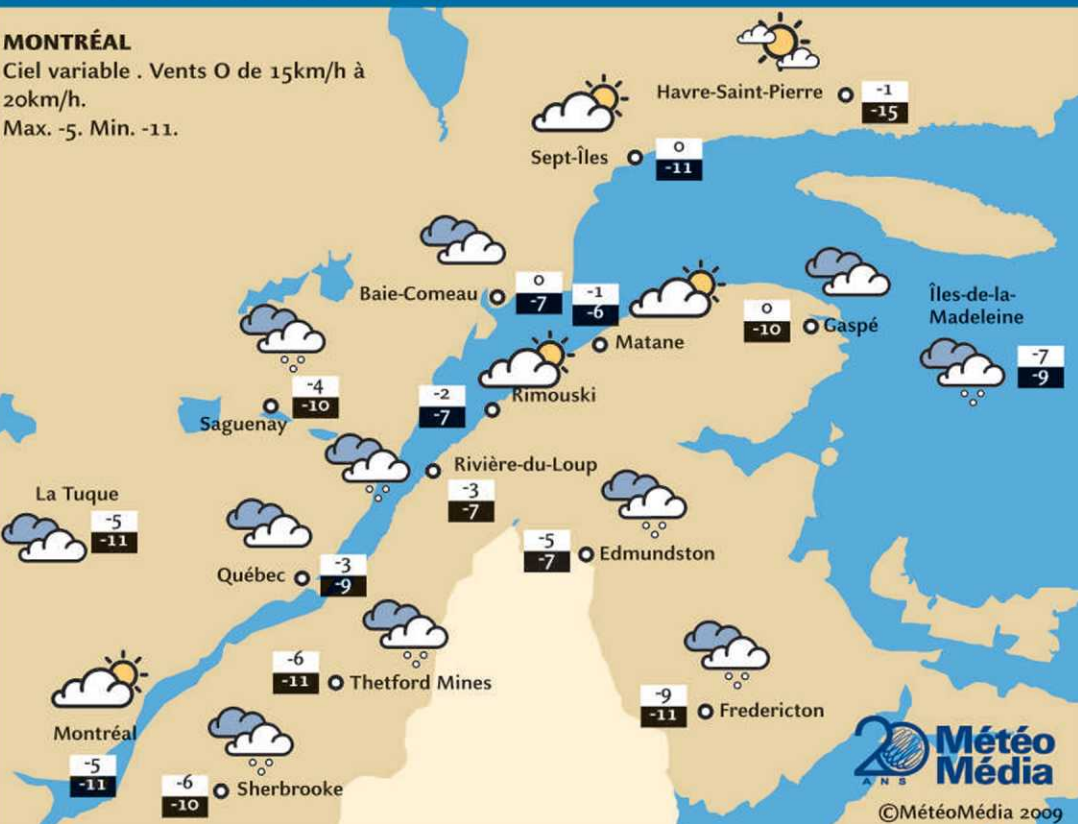 MONTRÉAL
Ciel variable . Vents O de 15km/h à
20km/h.
Max. -5. Min. -11.
Havre-Saint-Pierre
-1
-15
Sept-Îles
0
-11
Baie-Comeau
0
-7
-1
-6
Matane
0
-10
Gaspé
Îles-de-la-
Madeleine
-7
-9
-4
-10
Saguenay
-2
-7
Rimouski
Rivière-du-Loup
-3
-7
La Tuque
-5
-11
Québec
-3
-9
-5
-7
Edmundston
-6
-11
Thetford Mines
-9
-11
Fredericton
Montréal
-5
-11
-6
-10
Sherbrooke
20
ANS
Météo
Média
©MétéoMédia 2009